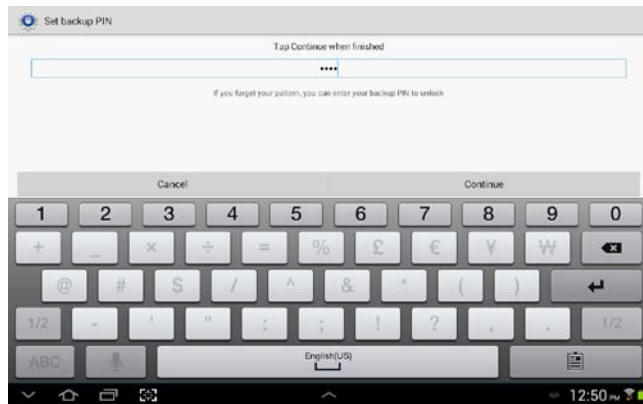 Set backup PIN
Tap Continue when finished
••••
If you forget your pattern, you can enter your backup PIN to unlock
Cancel Continue
1 2 3 4 5 6 7 8 9 0
+ _ × ÷ = % £ € ¥ ₩
@ # $ / ^ & * ( )
1/2 - ' " : ; ! ? , . 1/2
ABC English(US)
12:50 PM